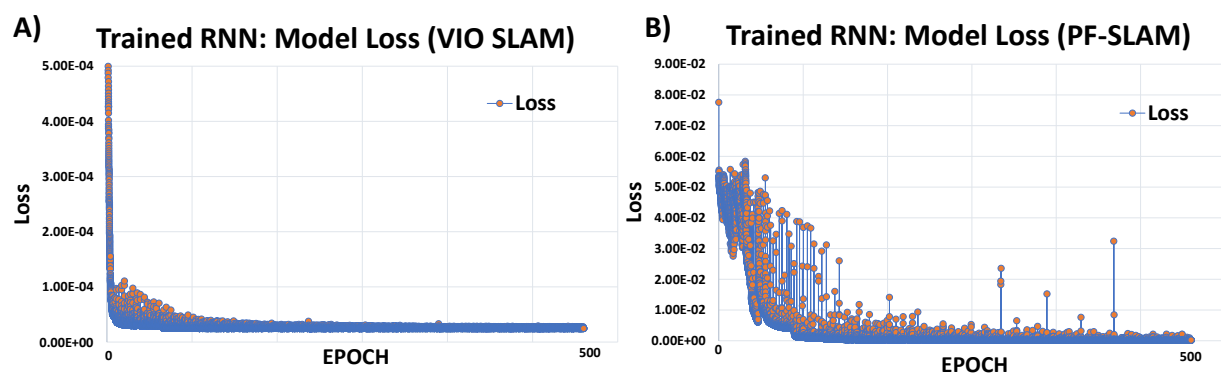 A)
Trained RNN: Model Loss (VIO SLAM)
5.00E-04
4.00E-04
3.00E-04
2.00E-04
1.00E-04
0.00E+00
Loss
Loss
0
500
EPOCH
B)
Trained RNN: Model Loss (PF-SLAM)
9.00E-02
8.00E-02
7.00E-02
6.00E-02
5.00E-02
4.00E-02
3.00E-02
2.00E-02
1.00E-02
0.00E+00
Loss
Loss
0
500
EPOCH